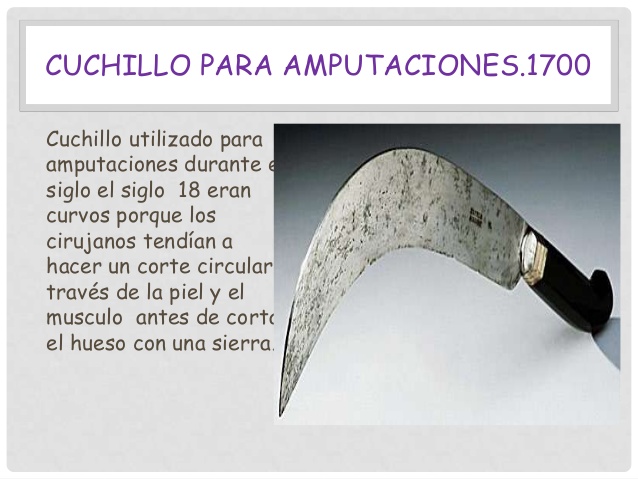 CUCHILLO PARA AMPUTACIONES.1700
Cuchillo utilizado para
amputaciones durante e
siglo el siglo 18 eran
curvos porque los
cirujanos tendían a
hacer un corte circular
través de la piel y el
musculo antes de corta
el hueso con una sierra.